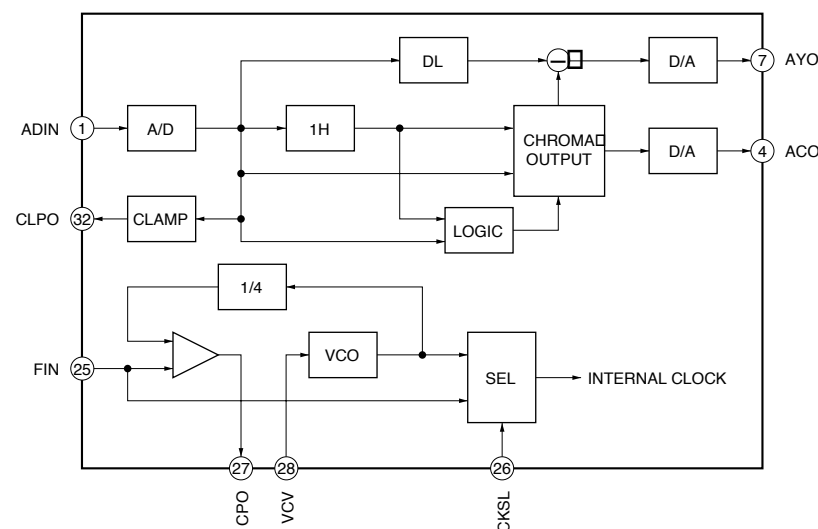 DL
D/A
7 AYO
ADIN 1
A/D
1H
CHROMA
OUTPUT
D/A
4 ACO
CLPO 32
CLAMP
LOGIC
1/4
FIN 25
VCO
SEL
INTERNAL CLOCK
27
28
26
CPO
VCV
CKSL